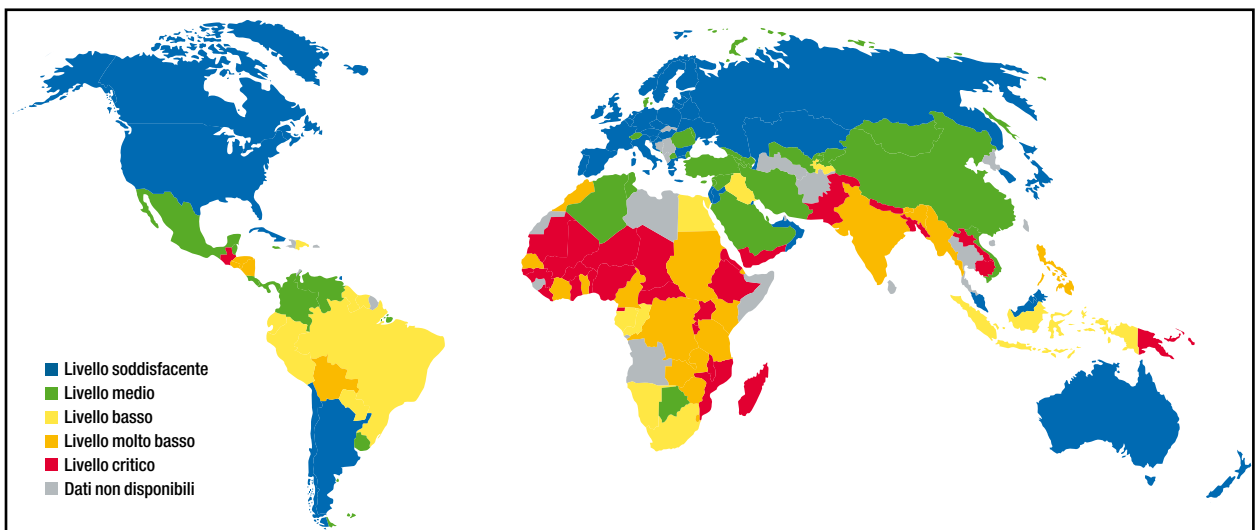 Livello soddisfacente
Livello medio
Livello basso
Livello molto basso
Livello critico
Dati non disponibili